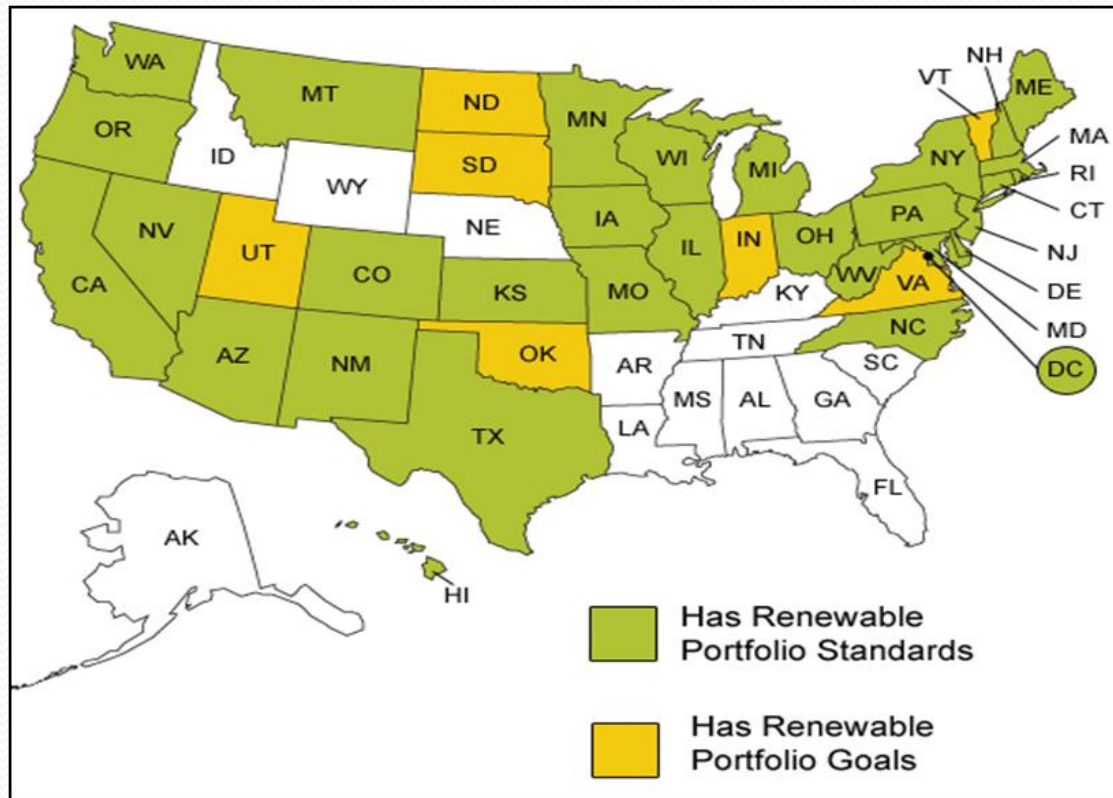 NH
WA
VT
ME
MT
ND
MN
OR
MA
ID
SD
WI
NY
MI
RI
WY
CT
IA
PA
NE
NV
IN
OH
NJ
UT
IL
CO
WV
CA
VA
DE
KS
MO
KY
MD
NC
TN
AZ
OK
NM
AR
SC
DC
MS
AL
GA
TX
LA
FL
AK
HI
Has Renewable
Portfolio Standards
Has Renewable
Portfolio Goals